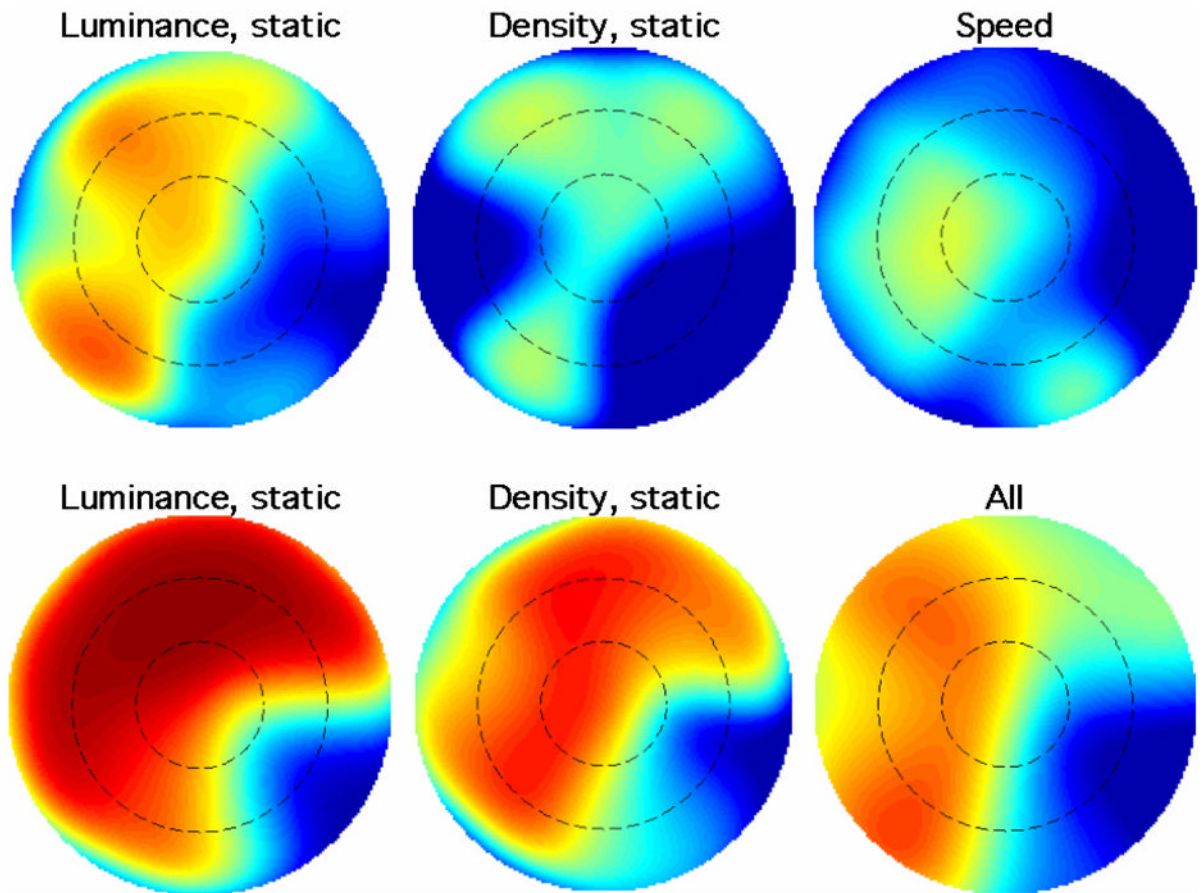 Luminance, static
Density, static
Speed
Luminance, static
Density, static
All